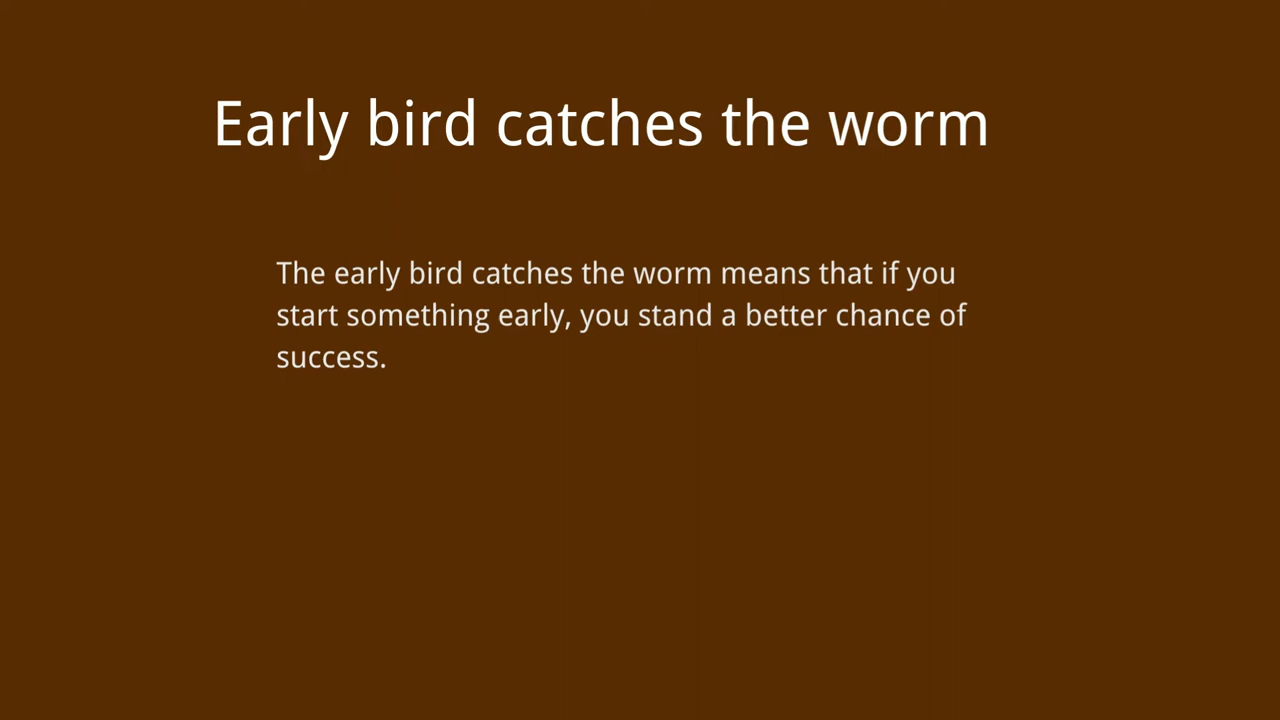 Early bird catches the worm
The early bird catches the worm means that if you
start something early, you stand a better chance of
success.